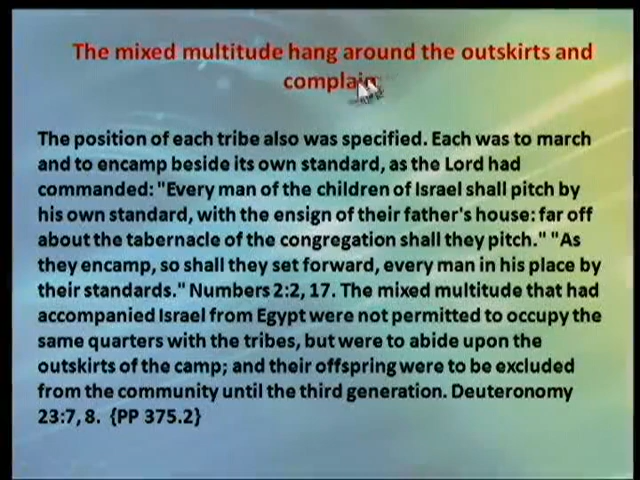 The mixed multitude hang around the outskirts and
complain
The position of each tribe also was specified. Each was to march
and to encamp beside its own standard, as the Lord had
commanded: "Every man of the children of Israel shall pitch by
his own standard, with the ensign of their father's house: far off
about the tabernacle of the congregation shall they pitch." "As
they encamp, so shall they set forward, every man in his place by
their standards." Numbers 2:2, 17. The mixed multitude that had
accompanied Israel from Egypt were not permitted to occupy the
same quarters with the tribes, but were to abide upon the
outskirts of the camp; and their offspring were to be excluded
from the community until the third generation. Deuteronomy
23:7, 8. {PP 375.2}